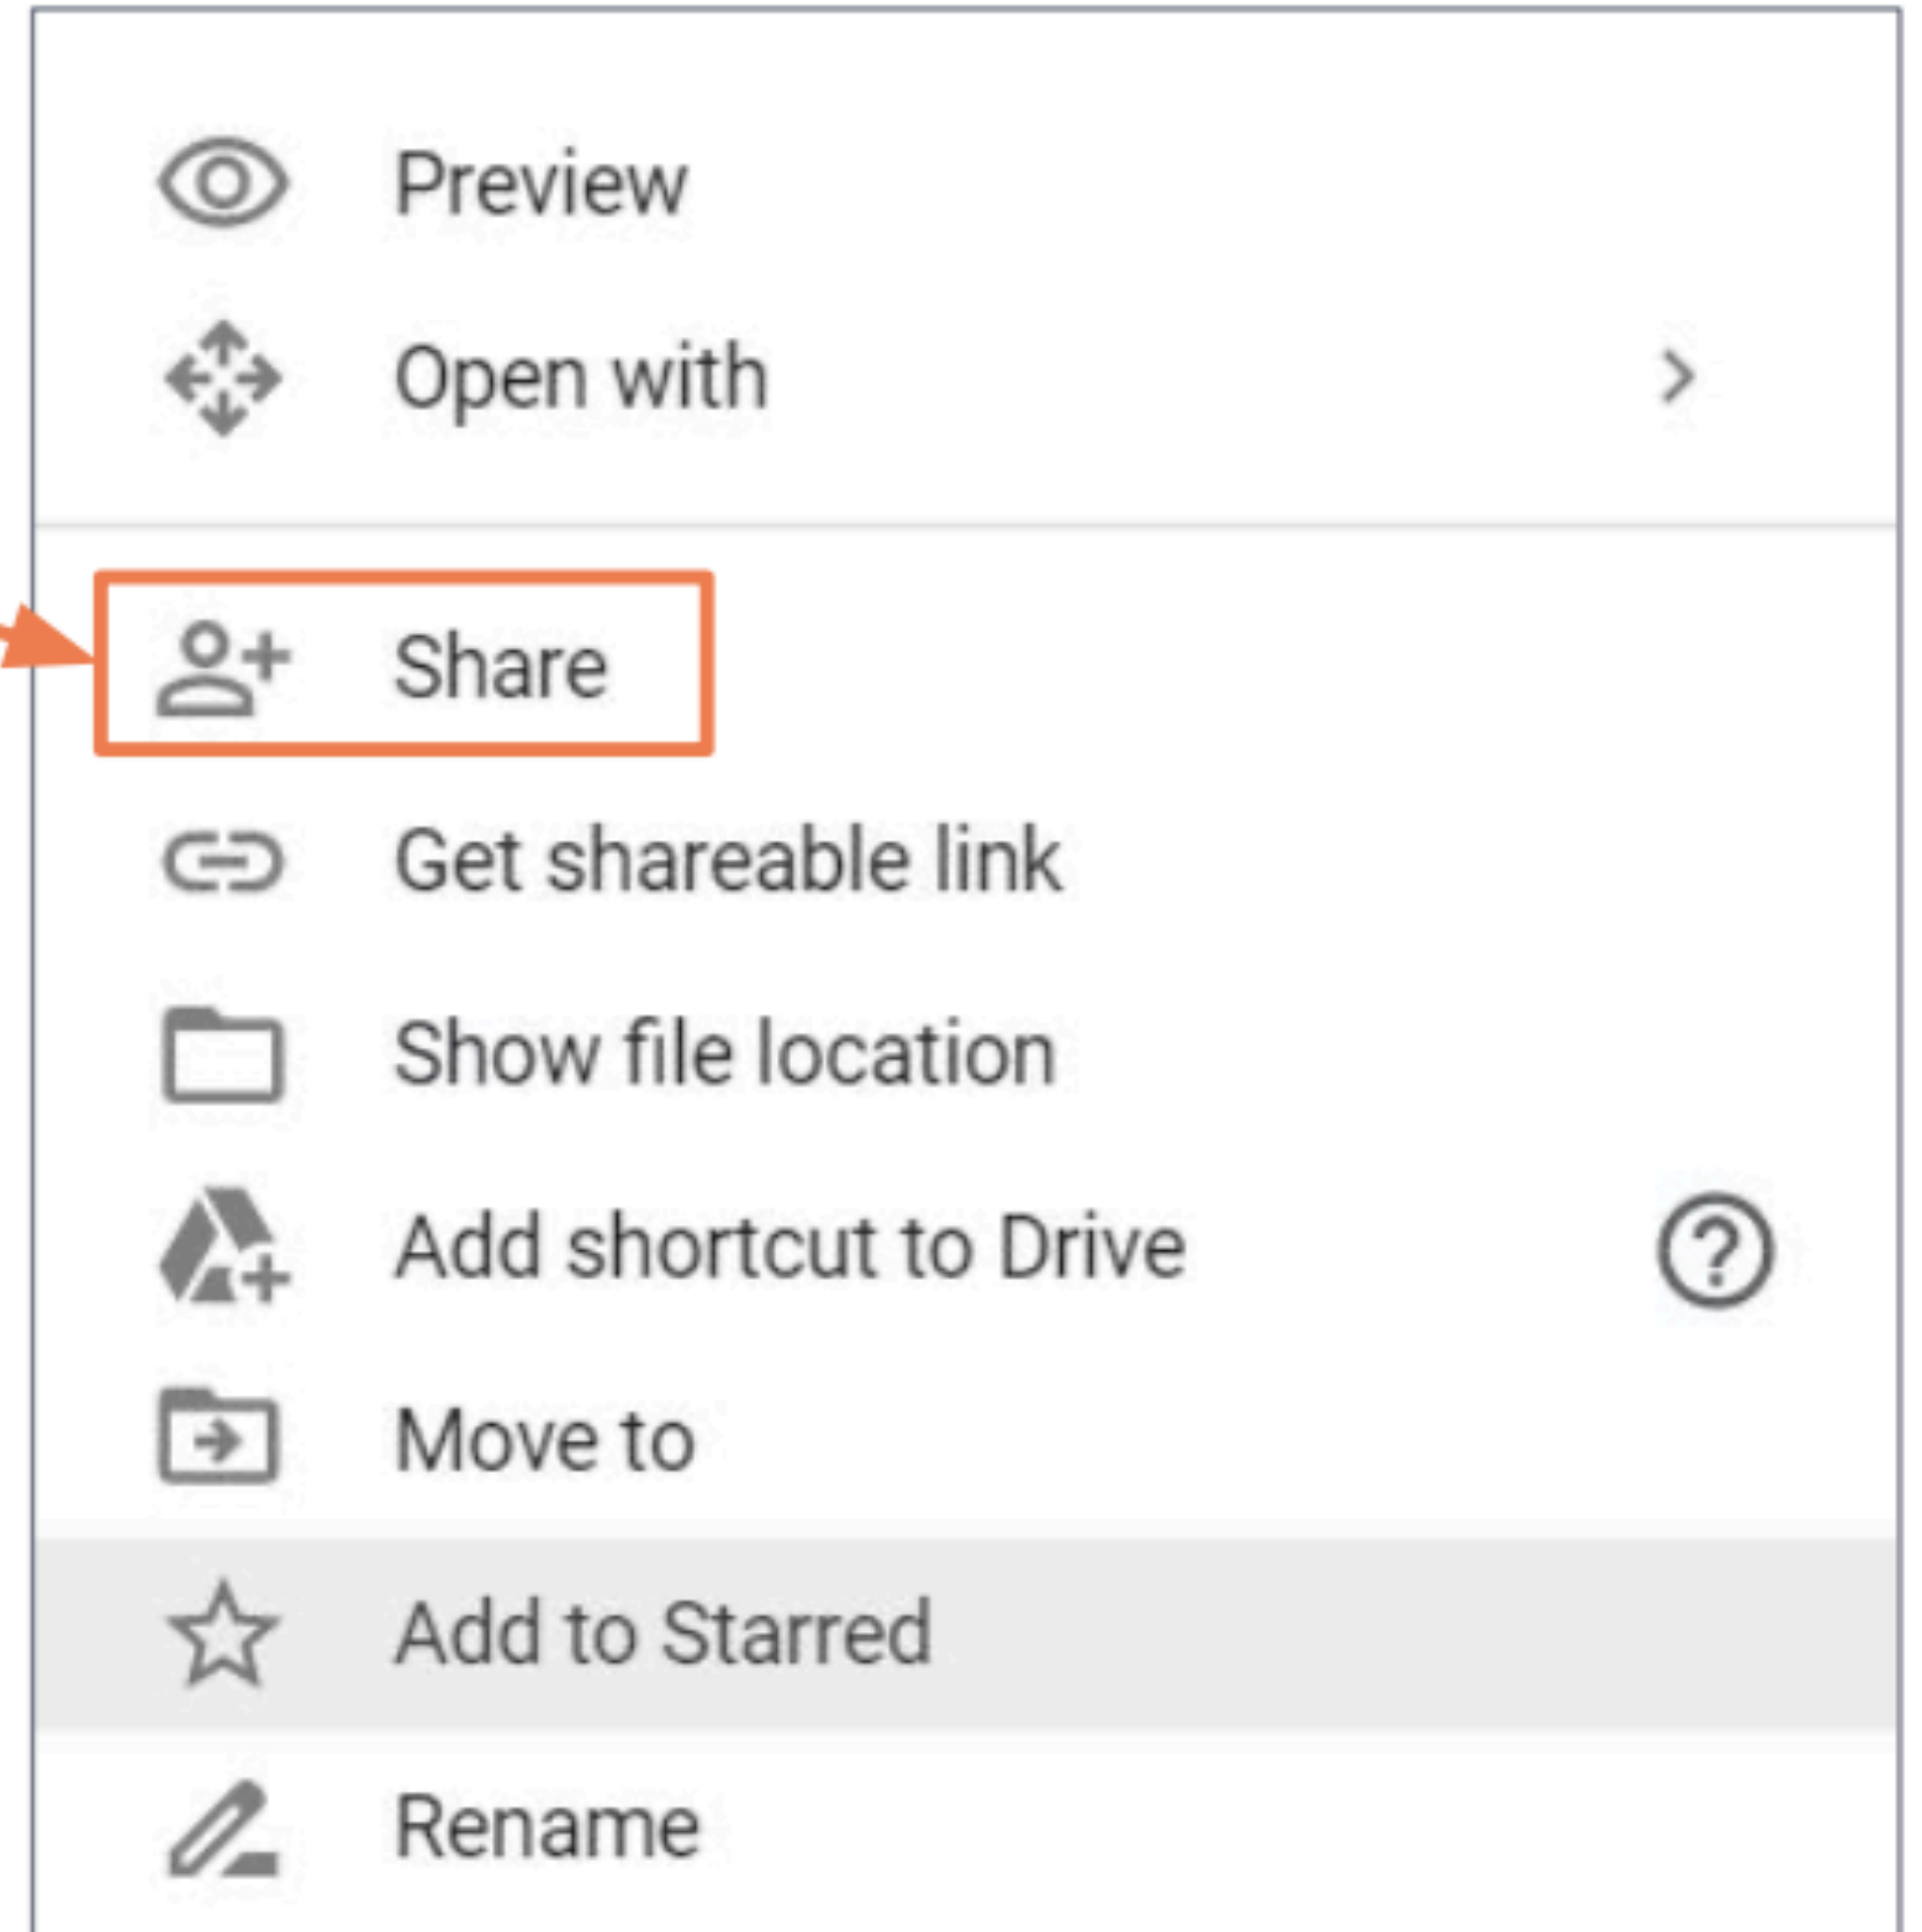 Preview
Open with
Share
Get shareable link
Show file location
Add shortcut to Drive
Move to
Add to Starred
Rename